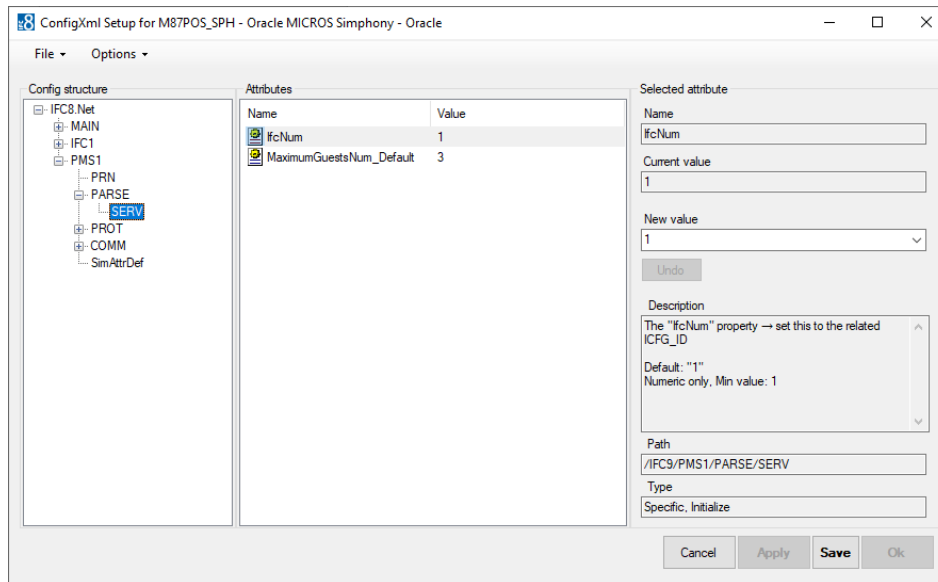 ConfigXml Setup for M87POS_SPH - Oracle MICROS Simphony - Oracle
File Options
Config structure
IFC8.Net
MAIN
IFC1
PMS1
PRN
PARSE
SERV
PROT
COMM
SimAttrDef
Attributes
Name Value
IfcNum 1
MaximumGuestsNum_Default 3
Selected attribute
Name
IfcNum
Current value
1
New value
1
Undo
Description
The "IfcNum" property → set this to the related
ICFG_ID
Default: "1"
Numeric only, Min value: 1
Path
/IFC9/PMS1/PARSE/SERV
Type
Specific, Initialize
Cancel Apply Save Ok